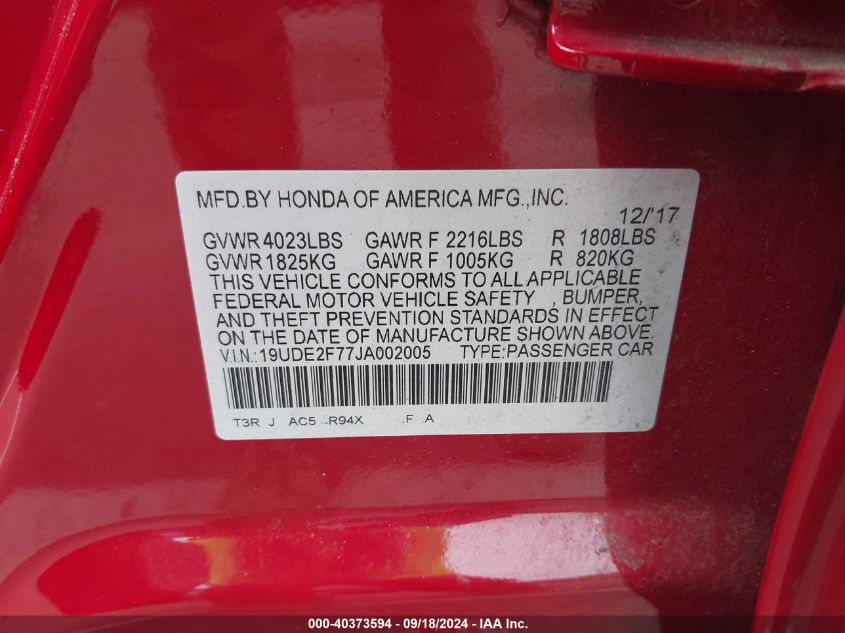 MFD.BY HONDA OF AMERICA MFG.,INC.
12/'17
GVWR 4023LBS GAWR F 2216LBS R 1808LBS
GVWR 1825KG GAWR F 1005KG R 820KG
THIS VEHICLE CONFORMS TO ALL APPLICABLE
FEDERAL MOTOR VEHICLE SAFETY , BUMPER,
AND THEFT PREVENTION STANDARDS IN EFFECT
ON THE DATE OF MANUFACTURE SHOWN ABOVE.
V.I.N.:19UDE2F77JA002005 TYPE:PASSENGER CAR
T3R J AC5 ..R94X .F .A
000-40373594 - 09/18/2024 - IAA Inc.